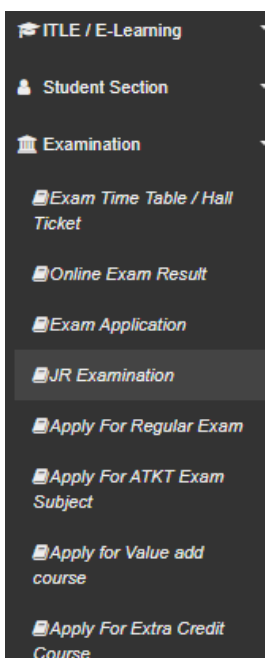 ITLE / E-Learning
Student Section
Examination
Exam Time Table / Hall
Ticket
Online Exam Result
Exam Application
JR Examination
Apply For Regular Exam
Apply For ATKT Exam
Subject
Apply for Value add
course
Apply For Extra Credit
Course